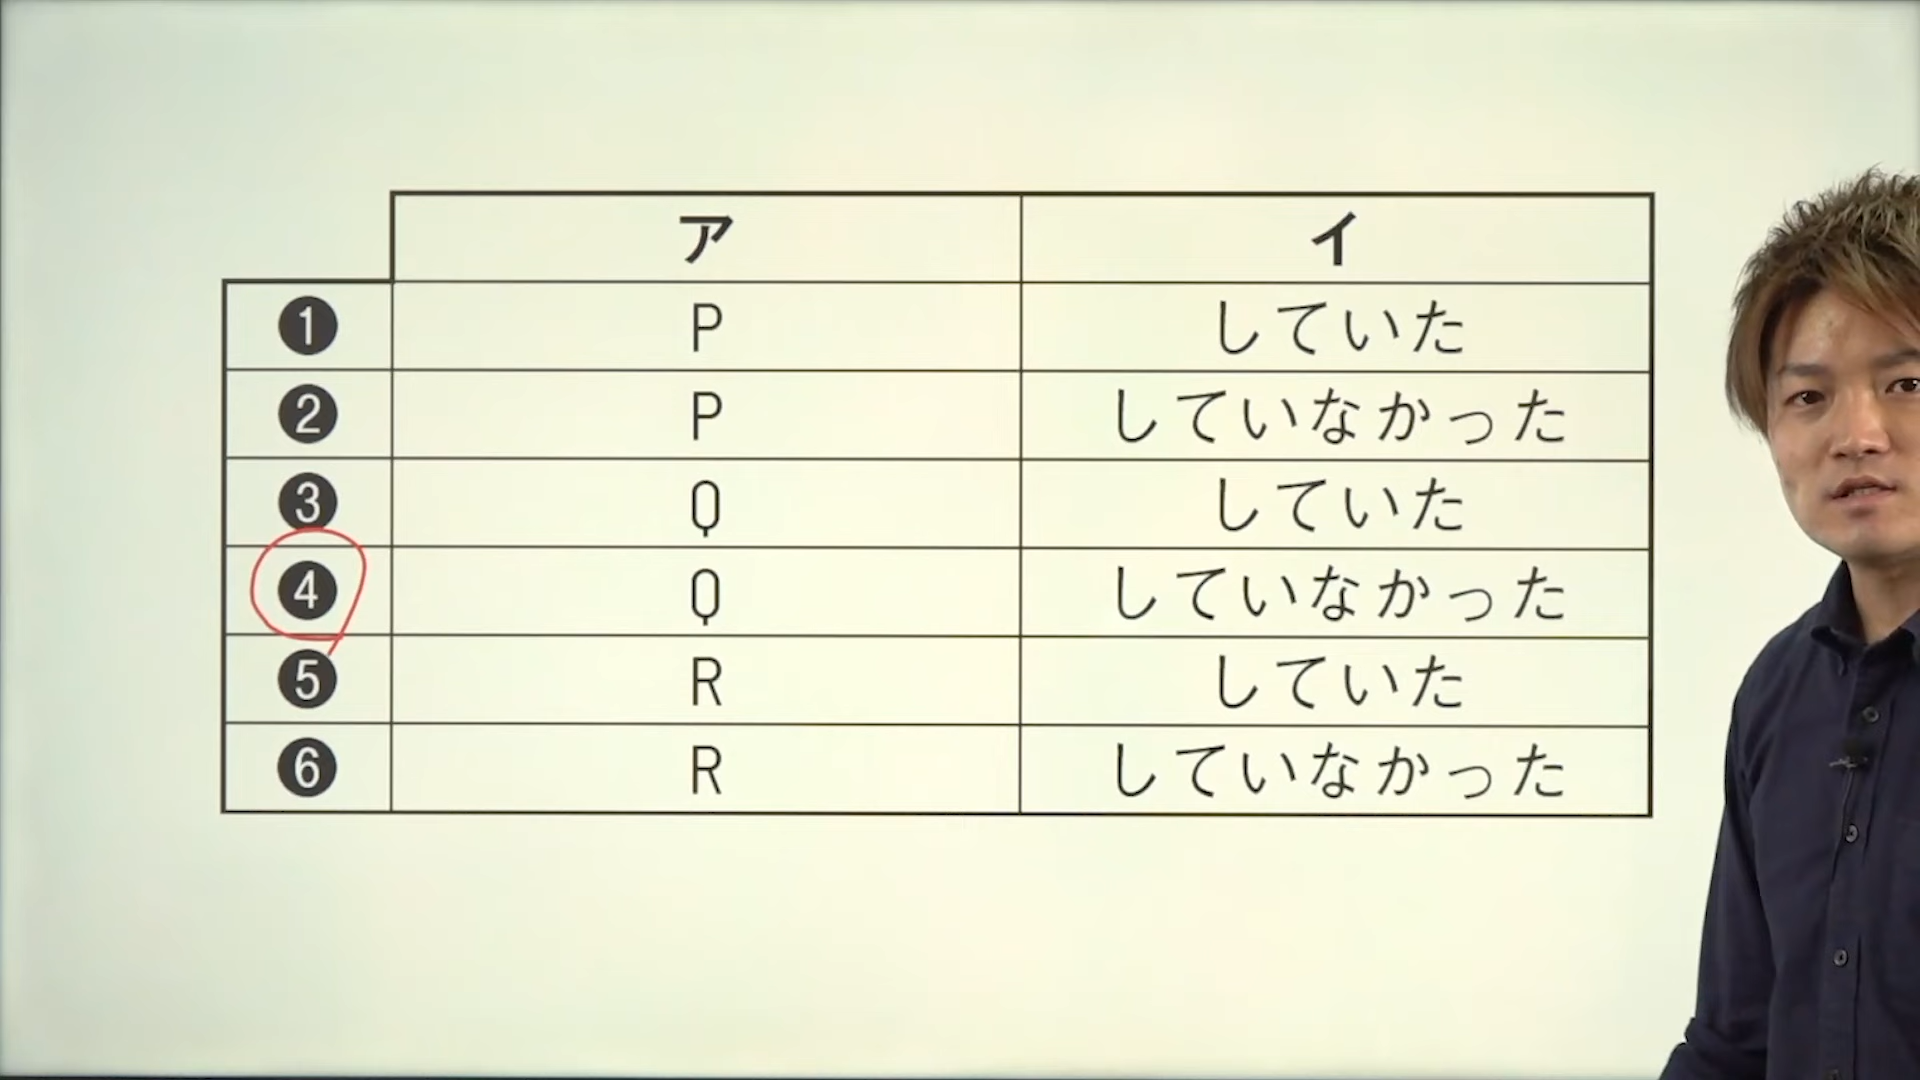 ア イ
❶ P していた
❷ P していなかった
❸ Q していた
❹ Q していなかった
❺ R していた
❻ R していなかった